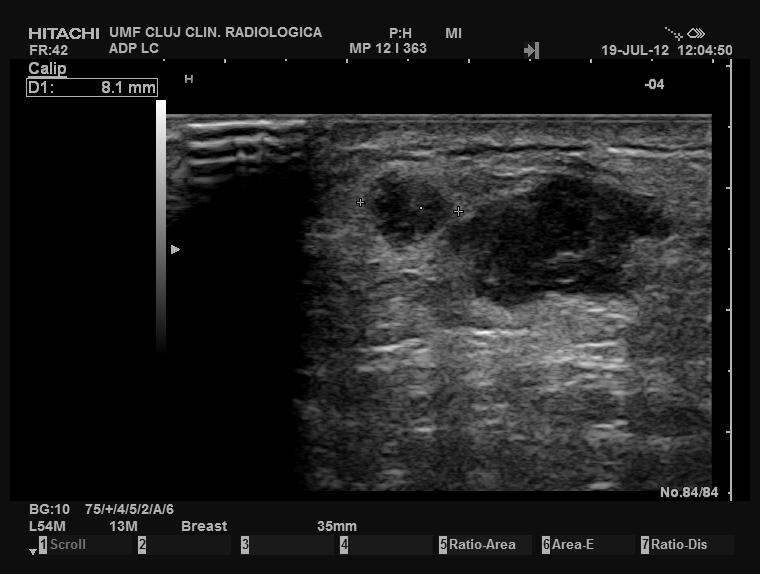 HITACHI UMF CLUJ CLIN. RADIOLOGICA P:H MI
FR:42 ADP LC MP 12 I 363 19-JUL-12 12:04:50
Calip
D1: 8.1 mm
H
-04
No.84/84
BG:10 75/+/4/5/2/A/6
L54M 13M Breast 35mm
1 Scroll 2 3 4 5 Ratio-Area 6 Area-E 7 Ratio-Dis